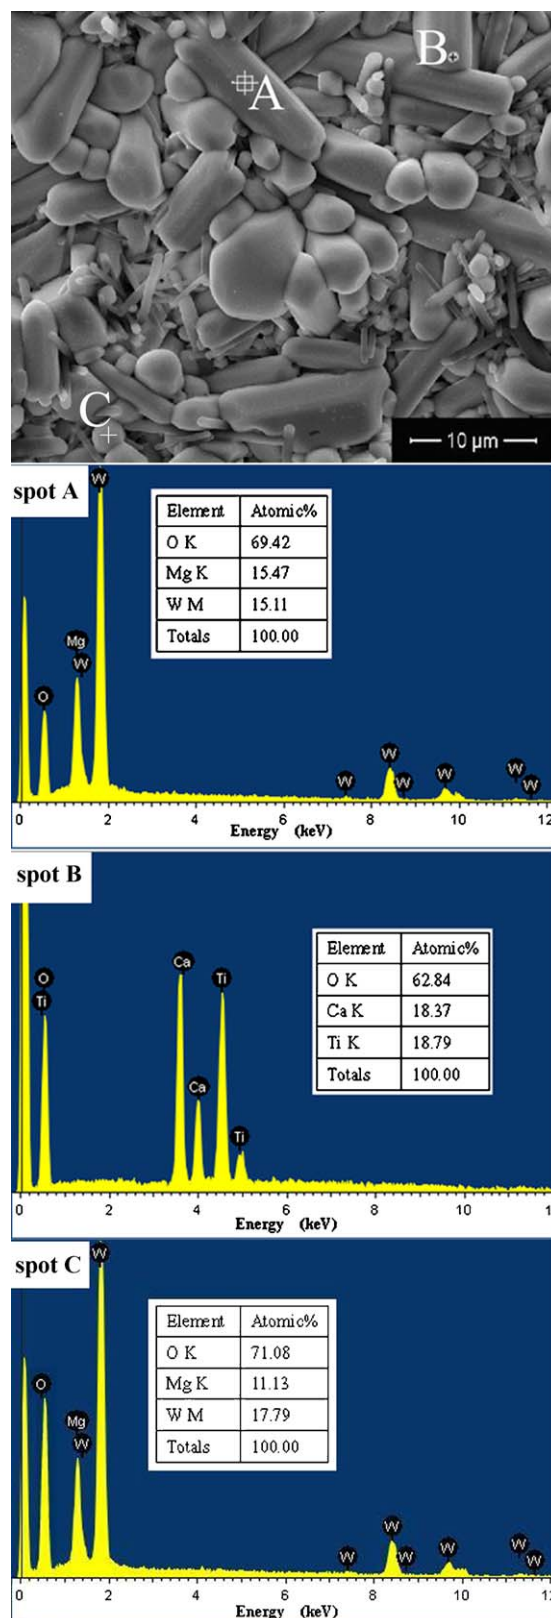 B
A
C
10 µm
spot A
W
Element Atomic%
O K 69.42
Mg K 15.47
W M 15.11
Totals 100.00
Mg
W
O
W W W W W W
0 2 4 6 8 10 12
Energy (keV)
spot B
O
Ti
Ca
Ti
Ca
Ti
Element Atomic%
O K 62.84
Ca K 18.37
Ti K 18.79
Totals 100.00
0 2 4 6 8 10
Energy (keV)
spot C
W
Element Atomic%
O K 71.08
Mg K 11.13
W M 17.79
Totals 100.00
O
Mg
W
W W W W W W
0 2 4 6 8 10 12
Energy (keV)